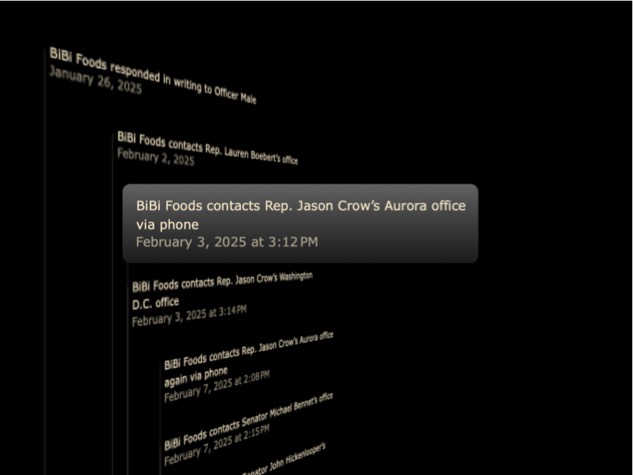 BiBi Foods responded in writing to Officer Male
January 26, 2025
BiBi Foods contacts Rep. Lauren Boebert's office
February 2, 2025
BiBi Foods contacts Rep. Jason Crow’s Aurora office
via phone
February 3, 2025 at 3:12 PM
BiBi Foods contacts Rep. Jason Crow’s Washington
D.C. office
February 3, 2025 at 3:14 PM
BiBi Foods contacts Rep. Jason Crow’s Aurora office
again via phone
February 7, 2025 at 2:08 PM
BiBi Foods contacts Senator Michael Bennet’s office
February 7, 2025 at 2:15 PM
Senator John Hickenlooper’s